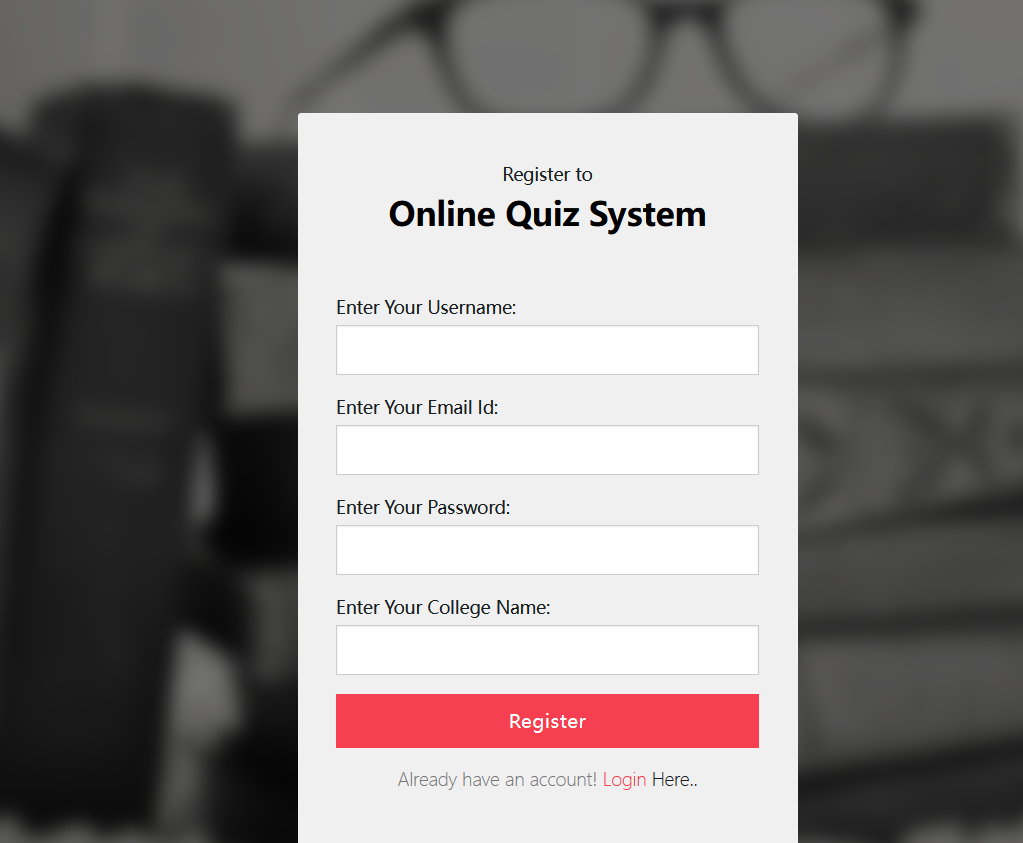 Register to
Online Quiz System
Enter Your Username:
Enter Your Email Id:
Enter Your Password:
Enter Your College Name:
Register
Already have an account! Login Here..